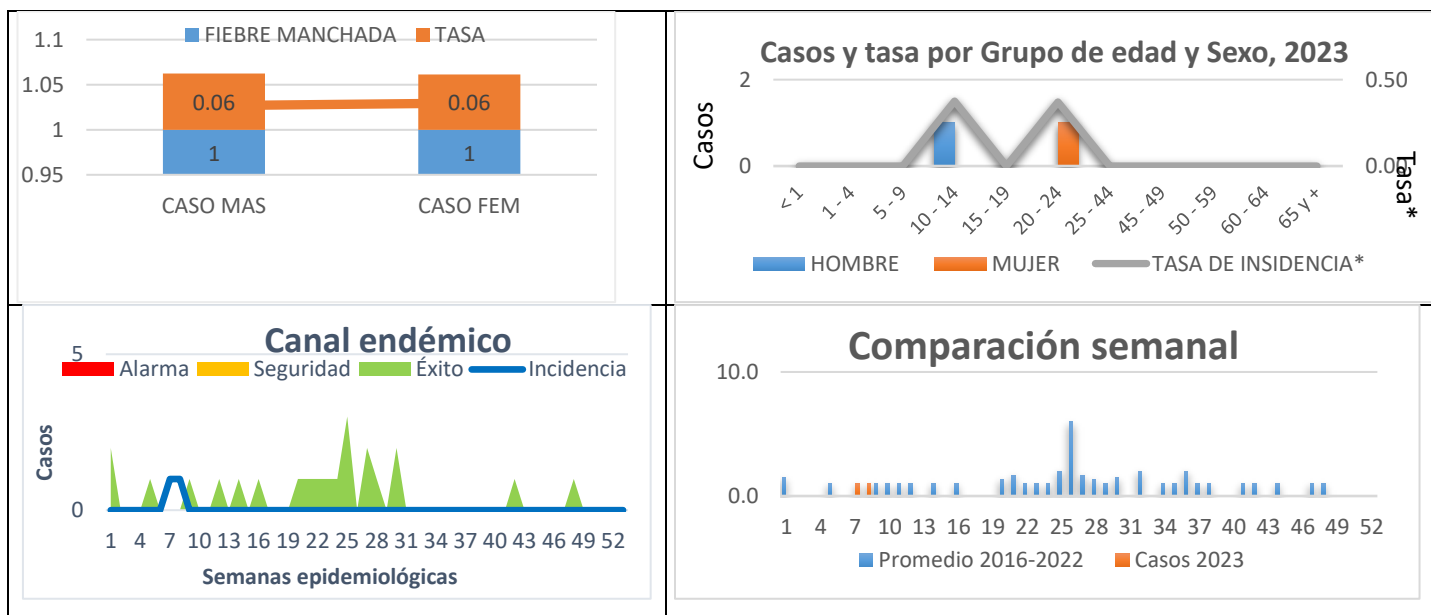 FIEBRE MANCHADA TASA
1.1
1.05
1
0.95
0.06 0.06
1 1
CASO MAS CASO FEM
Casos y tasa por Grupo de edad y Sexo, 2023
Casos
2
0
0.50
0.00
Tasa*
< 1 1 - 4 5 - 9 10 - 14 15 - 19 20 - 24 25 - 44 45 - 49 50 - 59 60 - 64 65 y +
HOMBRE MUJER TASA DE INSIDENCIA*
Canal endémico
Alarma Seguridad Éxito Incidencia
Casos
5
0
1 4 7 10 13 16 19 22 25 28 31 34 37 40 43 46 49 52
Semanas epidemiológicas
Comparación semanal
10.0
0.0
1 4 7 10 13 16 19 22 25 28 31 34 37 40 43 46 49 52
Promedio 2016-2022 Casos 2023